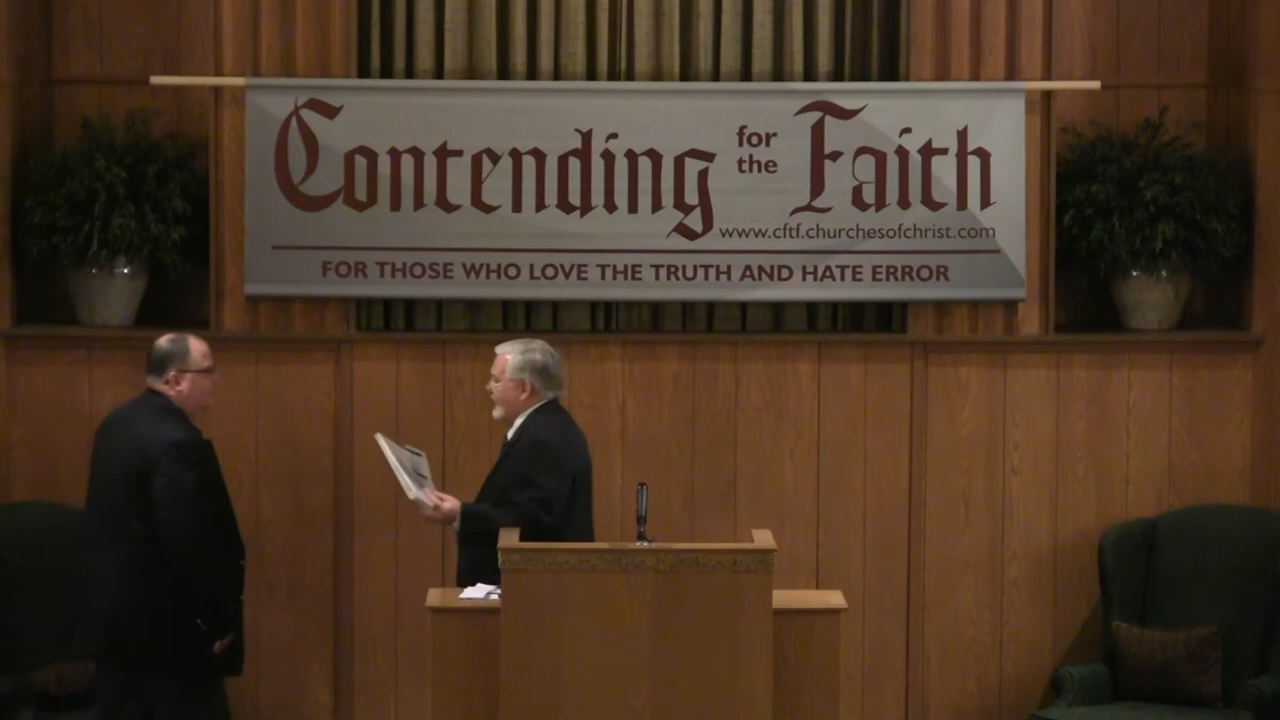 Contending for the Faith
www.cftf.churchesofchrist.com
FOR THOSE WHO LOVE THE TRUTH AND HATE ERROR